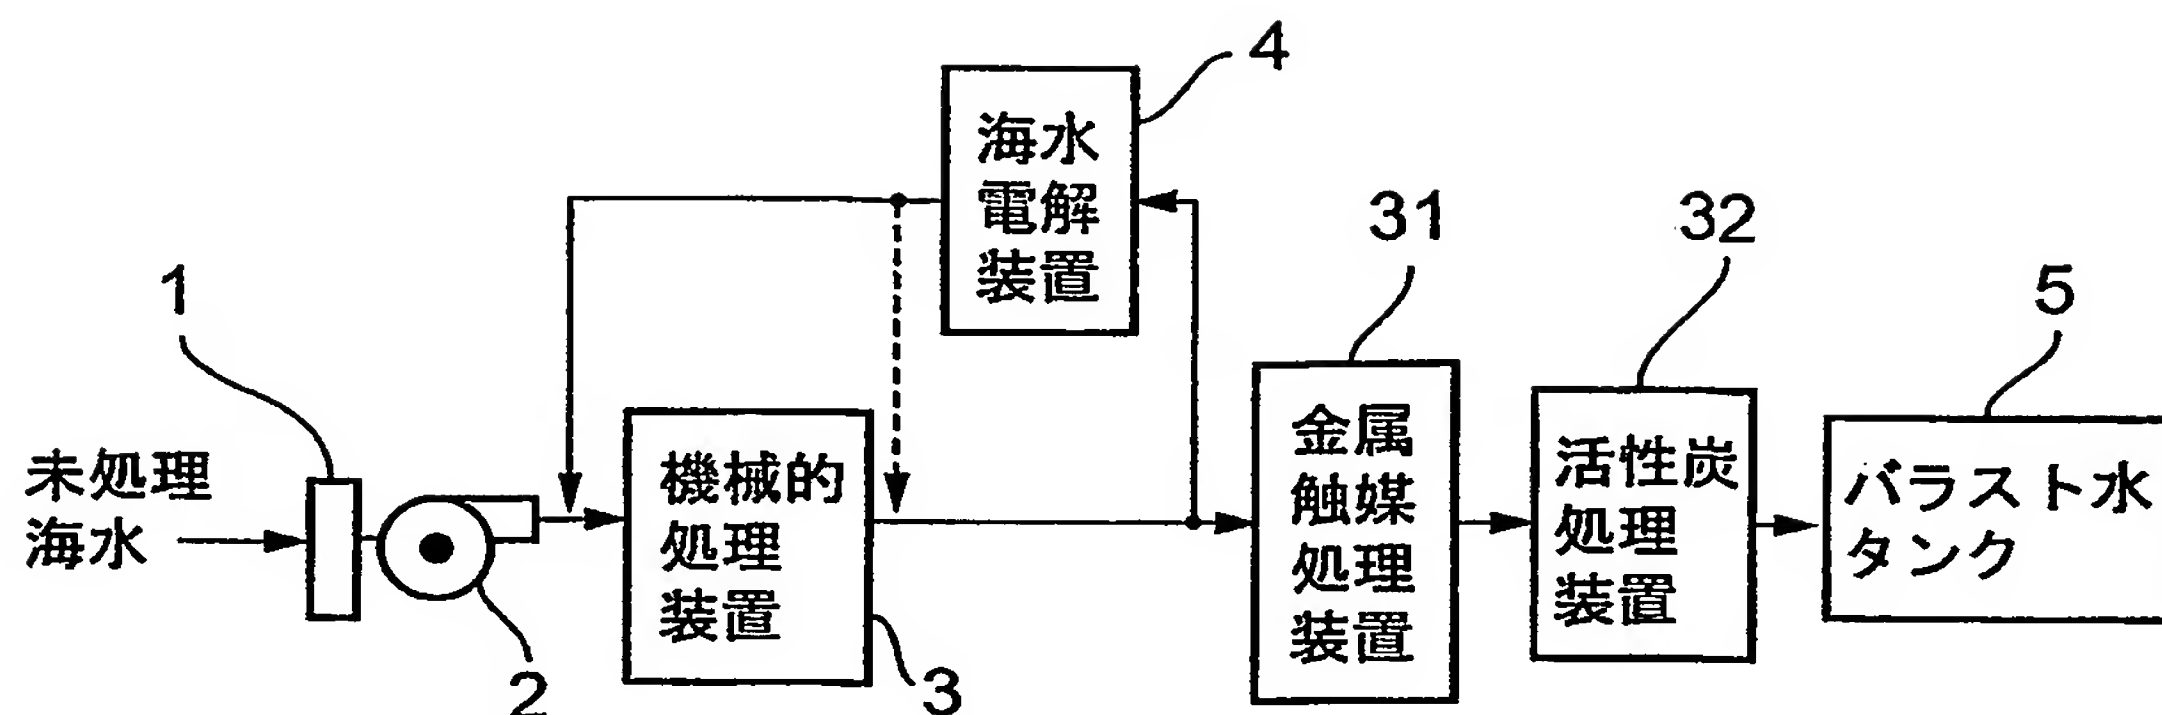 4
海水
電解
装置
31
32
1
5
未処理
海水
機械的
処理
装置
金属
触媒
処理
装置
活性炭
処理
装置
バラスト水
タンク
2
3